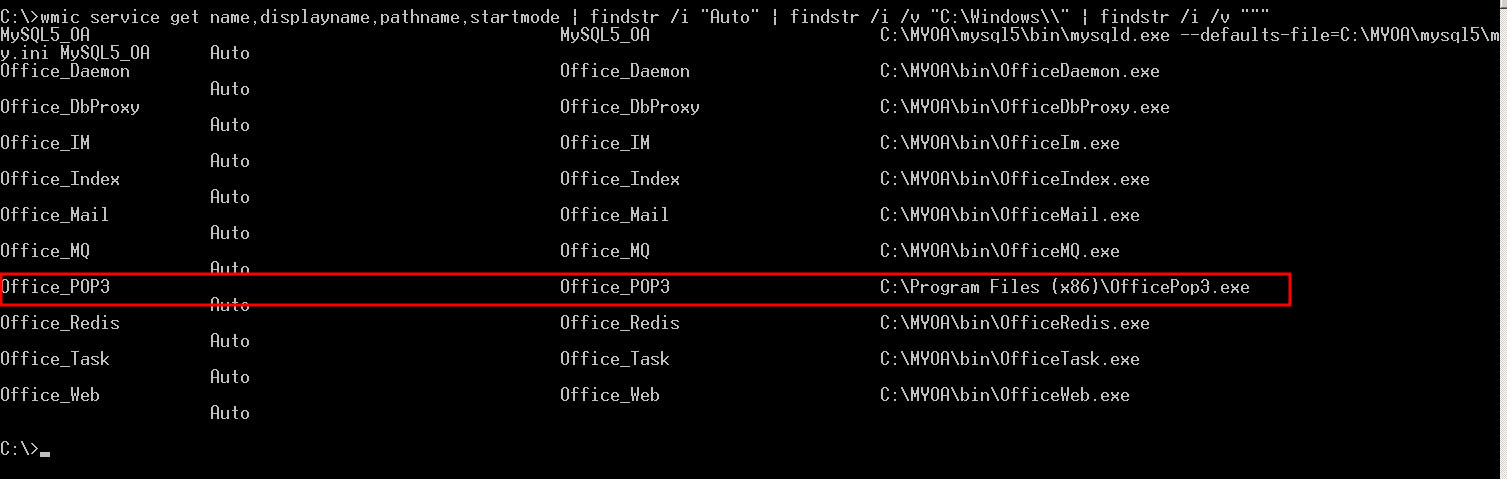 C:\>wmic service get name,displayname,pathname,startmode | findstr /i "Auto" | findstr /i /v "C:\Windows\\" | findstr /i /v """
MySQL5_OA MySQL5_OA C:\MYOA\mysql5\bin\mysqld.exe --defaults-file=C:\MYOA\mysql5\m
y.ini MySQL5_OA Auto
Office_Daemon Office_Daemon C:\MYOA\bin\OfficeDaemon.exe
Auto
Office_DbProxy Office_DbProxy C:\MYOA\bin\OfficeDbProxy.exe
Auto
Office_IM Office_IM C:\MYOA\bin\OfficeIm.exe
Auto
Office_Index Office_Index C:\MYOA\bin\OfficeIndex.exe
Auto
Office_Mail Office_Mail C:\MYOA\bin\OfficeMail.exe
Auto
Office_MQ Office_MQ C:\MYOA\bin\OfficeMQ.exe
Auto
Office_POP3 Office_POP3 C:\Program Files (x86)\OfficePop3.exe
Auto
Office_Redis Office_Redis C:\MYOA\bin\OfficeRedis.exe
Auto
Office_Task Office_Task C:\MYOA\bin\OfficeTask.exe
Auto
Office_Web Office_Web C:\MYOA\bin\OfficeWeb.exe
Auto
C:\>